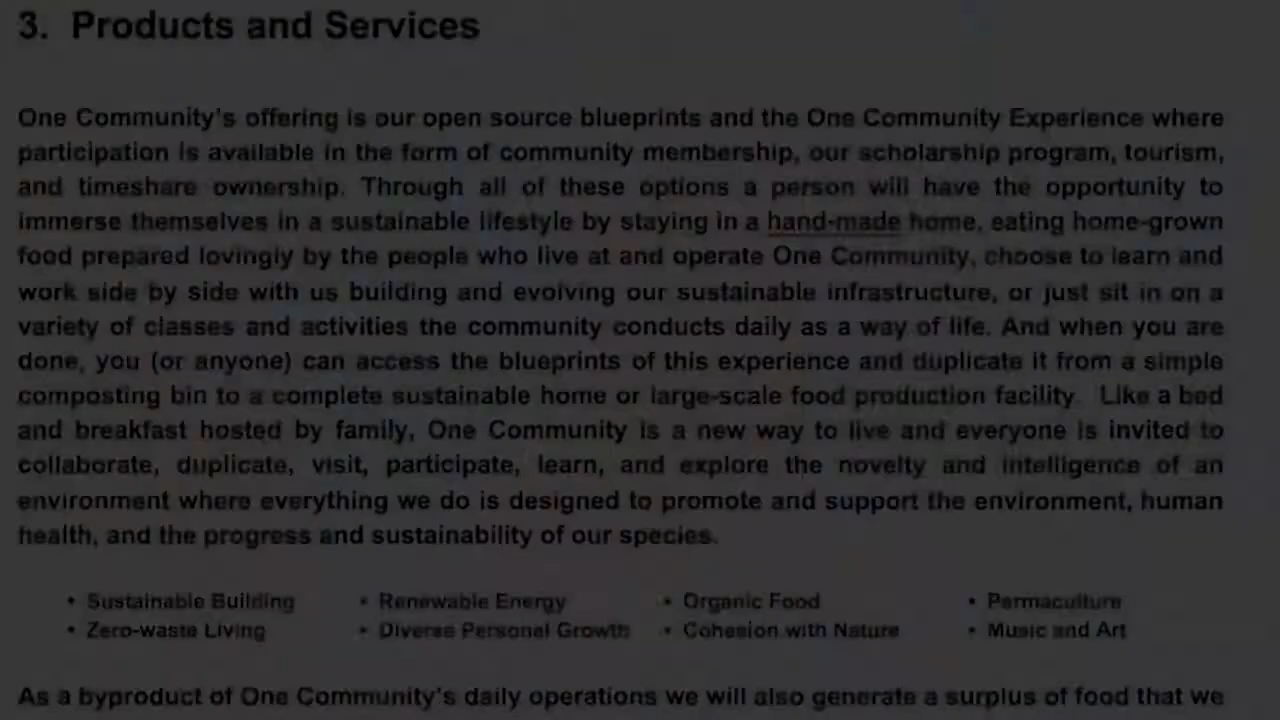 3. Products and Services
One Community's offering is our open source blueprints and the One Community Experience where
participation is available in the form of community membership, our scholarship program, tourism,
and timeshare ownership. Through all of these options a person will have the opportunity to
immerse themselves in a sustainable lifestyle by staying in a hand-made home, eating home-grown
food prepared lovingly by the people who live at and operate One Community, choose to learn and
work side by side with us building and evolving our sustainable infrastructure, or just sit in on a
variety of classes and activities the community conducts daily as a way of life. And when you are
done, you (or anyone) can access the blueprints of this experience and duplicate it from a simple
composting bin to a complete sustainable home or large-scale food production facility. Like a bed
and breakfast hosted by family, One Community is a new way to live and everyone is invited to
collaborate, duplicate, visit, participate, learn, and explore the novelty and intelligence of an
environment where everything we do is designed to promote and support the environment, human
health, and the progress and sustainability of our species.
• Sustainable Building • Renewable Energy • Organic Food • Permaculture
• Zero-waste Living • Diverse Personal Growth • Cohesion with Nature • Music and Art
As a byproduct of One Community's daily operations we will also generate a surplus of food that we